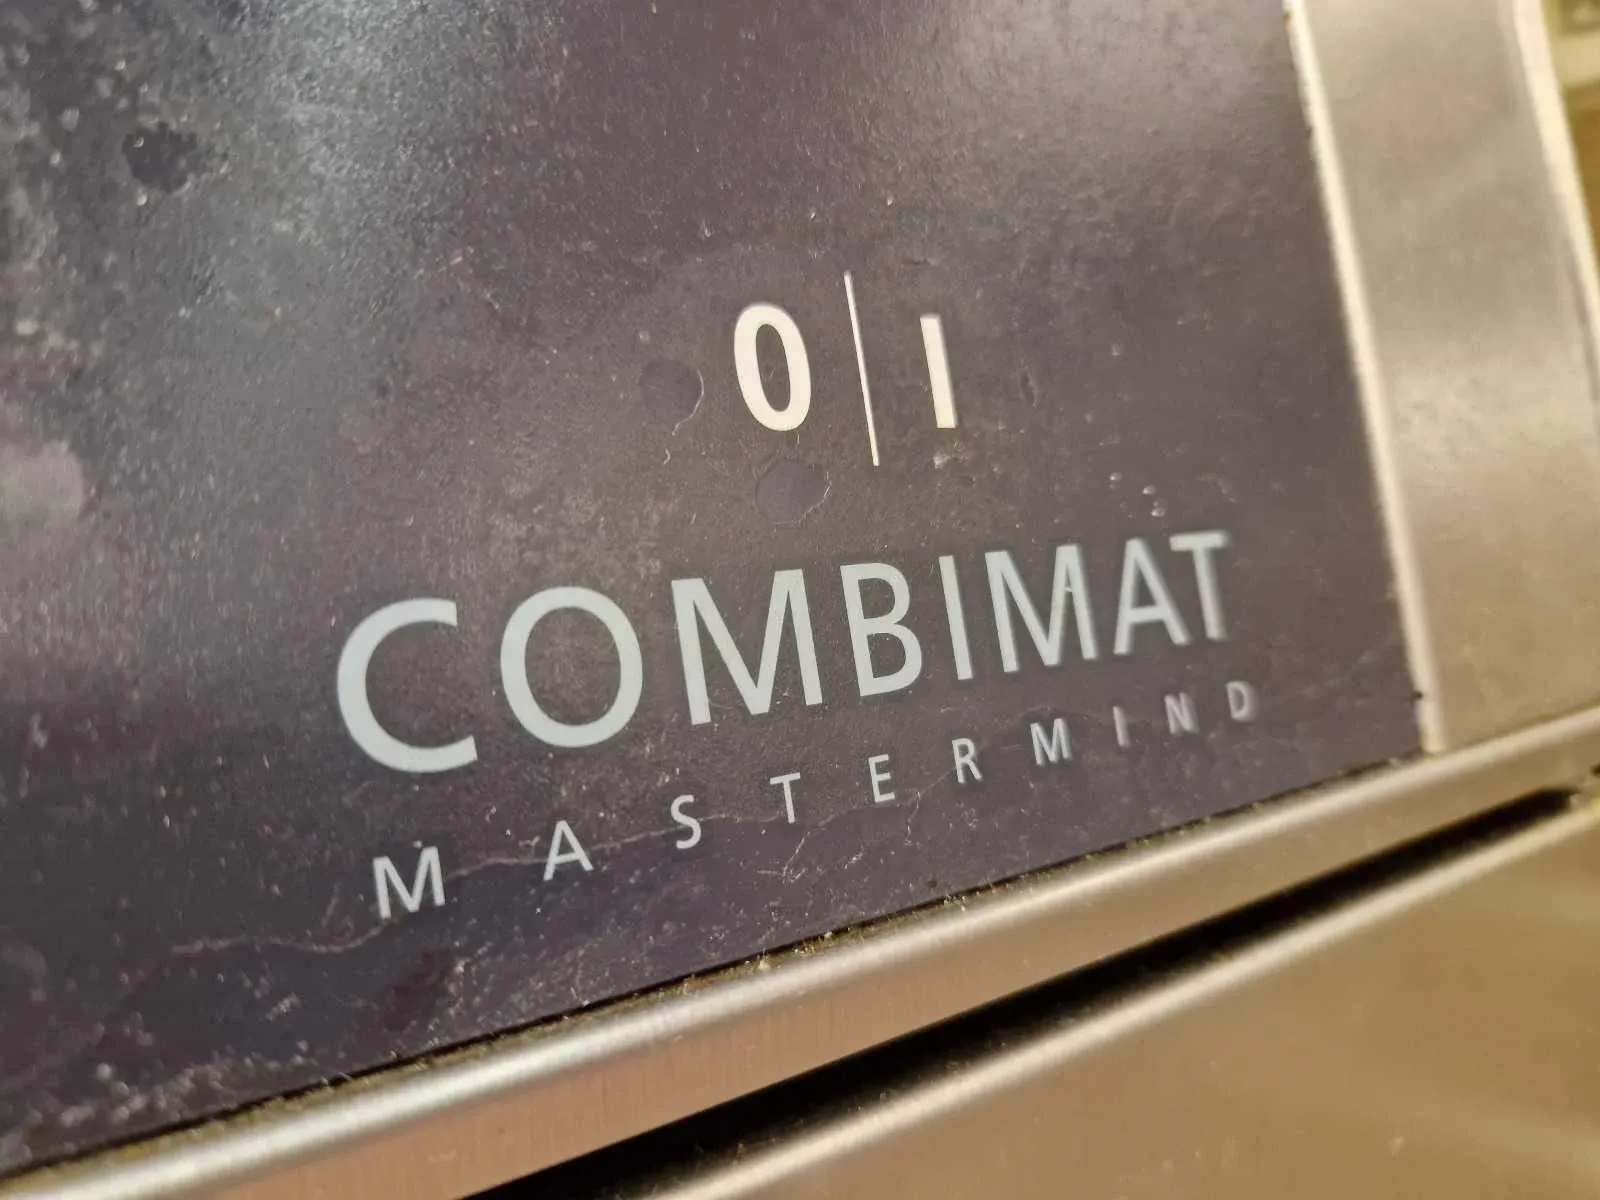 0 | I
COMBIMAT
MASTERMIND